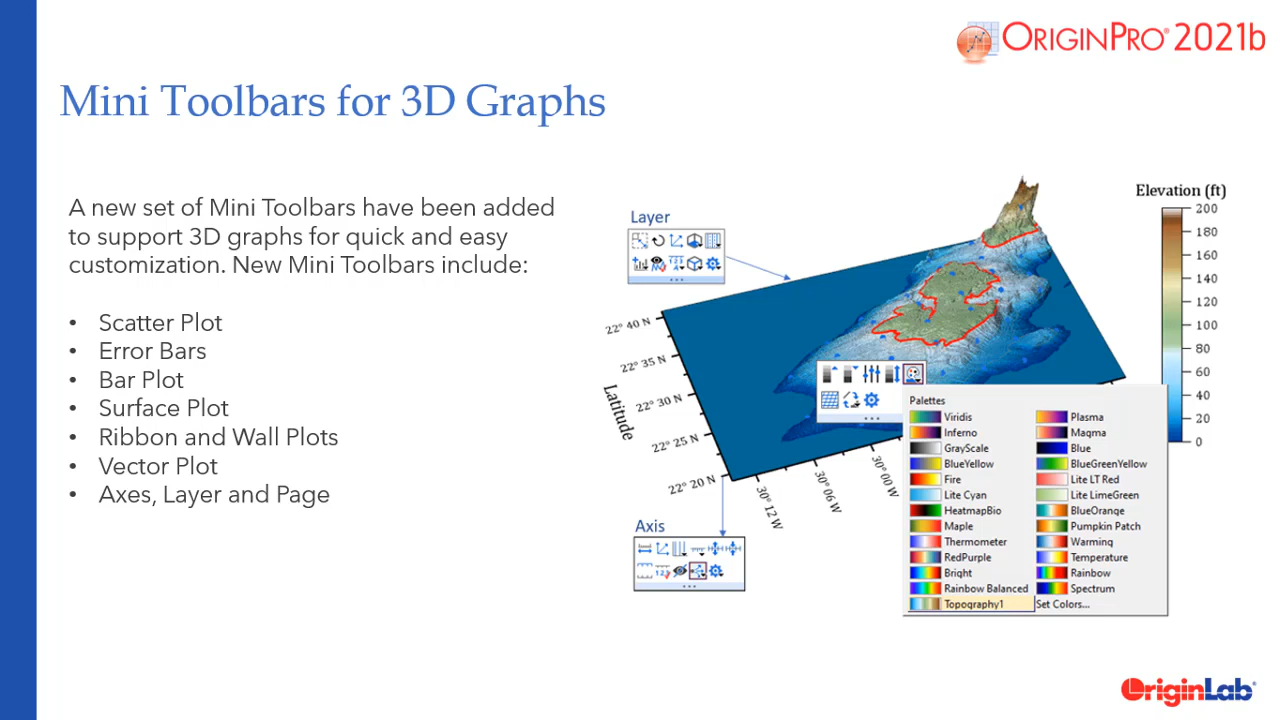 ORIGINPRO® 2021b
Mini Toolbars for 3D Graphs
A new set of Mini Toolbars have been added
to support 3D graphs for quick and easy
customization. New Mini Toolbars include:
• Scatter Plot
• Error Bars
• Bar Plot
• Surface Plot
• Ribbon and Wall Plots
• Vector Plot
• Axes, Layer and Page
Layer
Elevation (ft)
200
180
160
140
120
100
80
60
40
20
0
Latitude
22° 40 N
22° 35 N
22° 30 N
22° 25 N
22° 20 N
30° 12 W
30° 06 W
30° 00 W
Axis
Palettes
Viridis Plasma
Inferno Magma
GrayScale Blue
BlueYellow BlueGreenYellow
Fire Lite LT Red
Lite Cyan Lite LimeGreen
HeatmapBio BlueOrange
Maple Pumpkin Patch
Thermometer Warming
RedPurple Temperature
Bright Rainbow
Rainbow Balanced Spectrum
Topography1 Set Colors...
OriginLab®